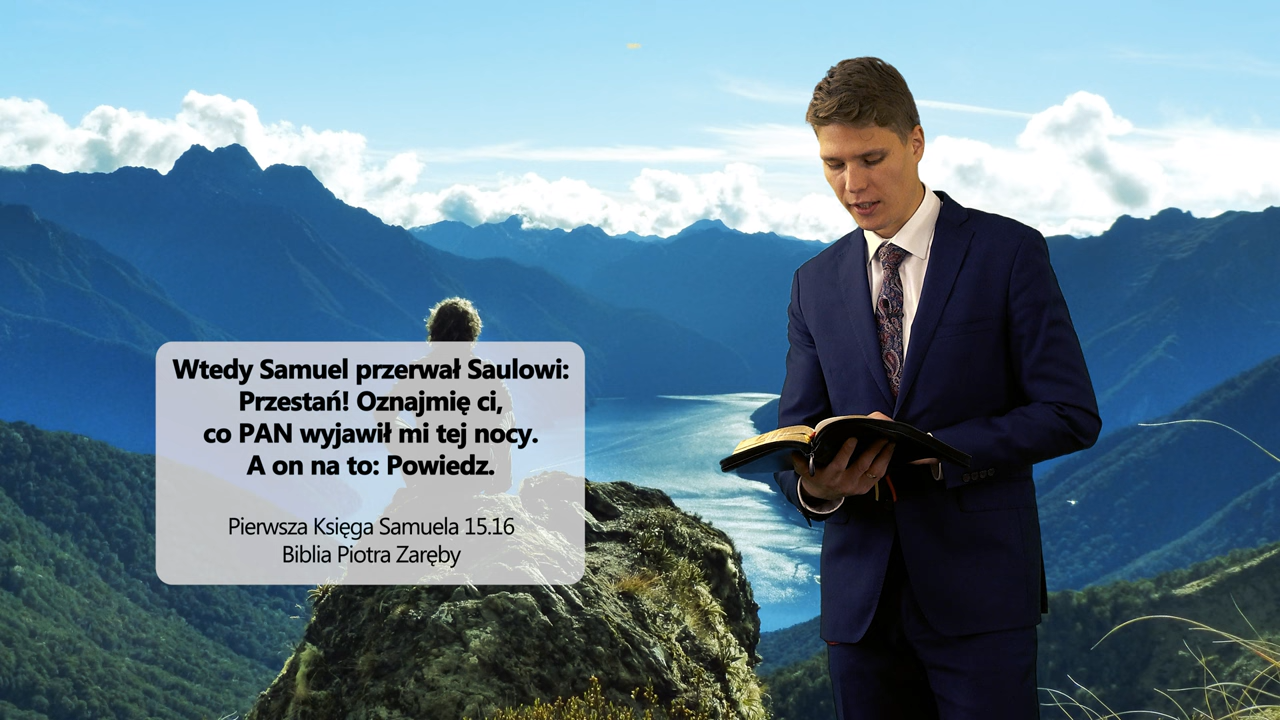 Wtedy Samuel przerwał Saulowi:
Przestań! Oznajmię ci,
co PAN wyjawił mi tej nocy.
A on na to: Powiedz.
Pierwsza Księga Samuela 15.16
Biblia Piotra Zaręby